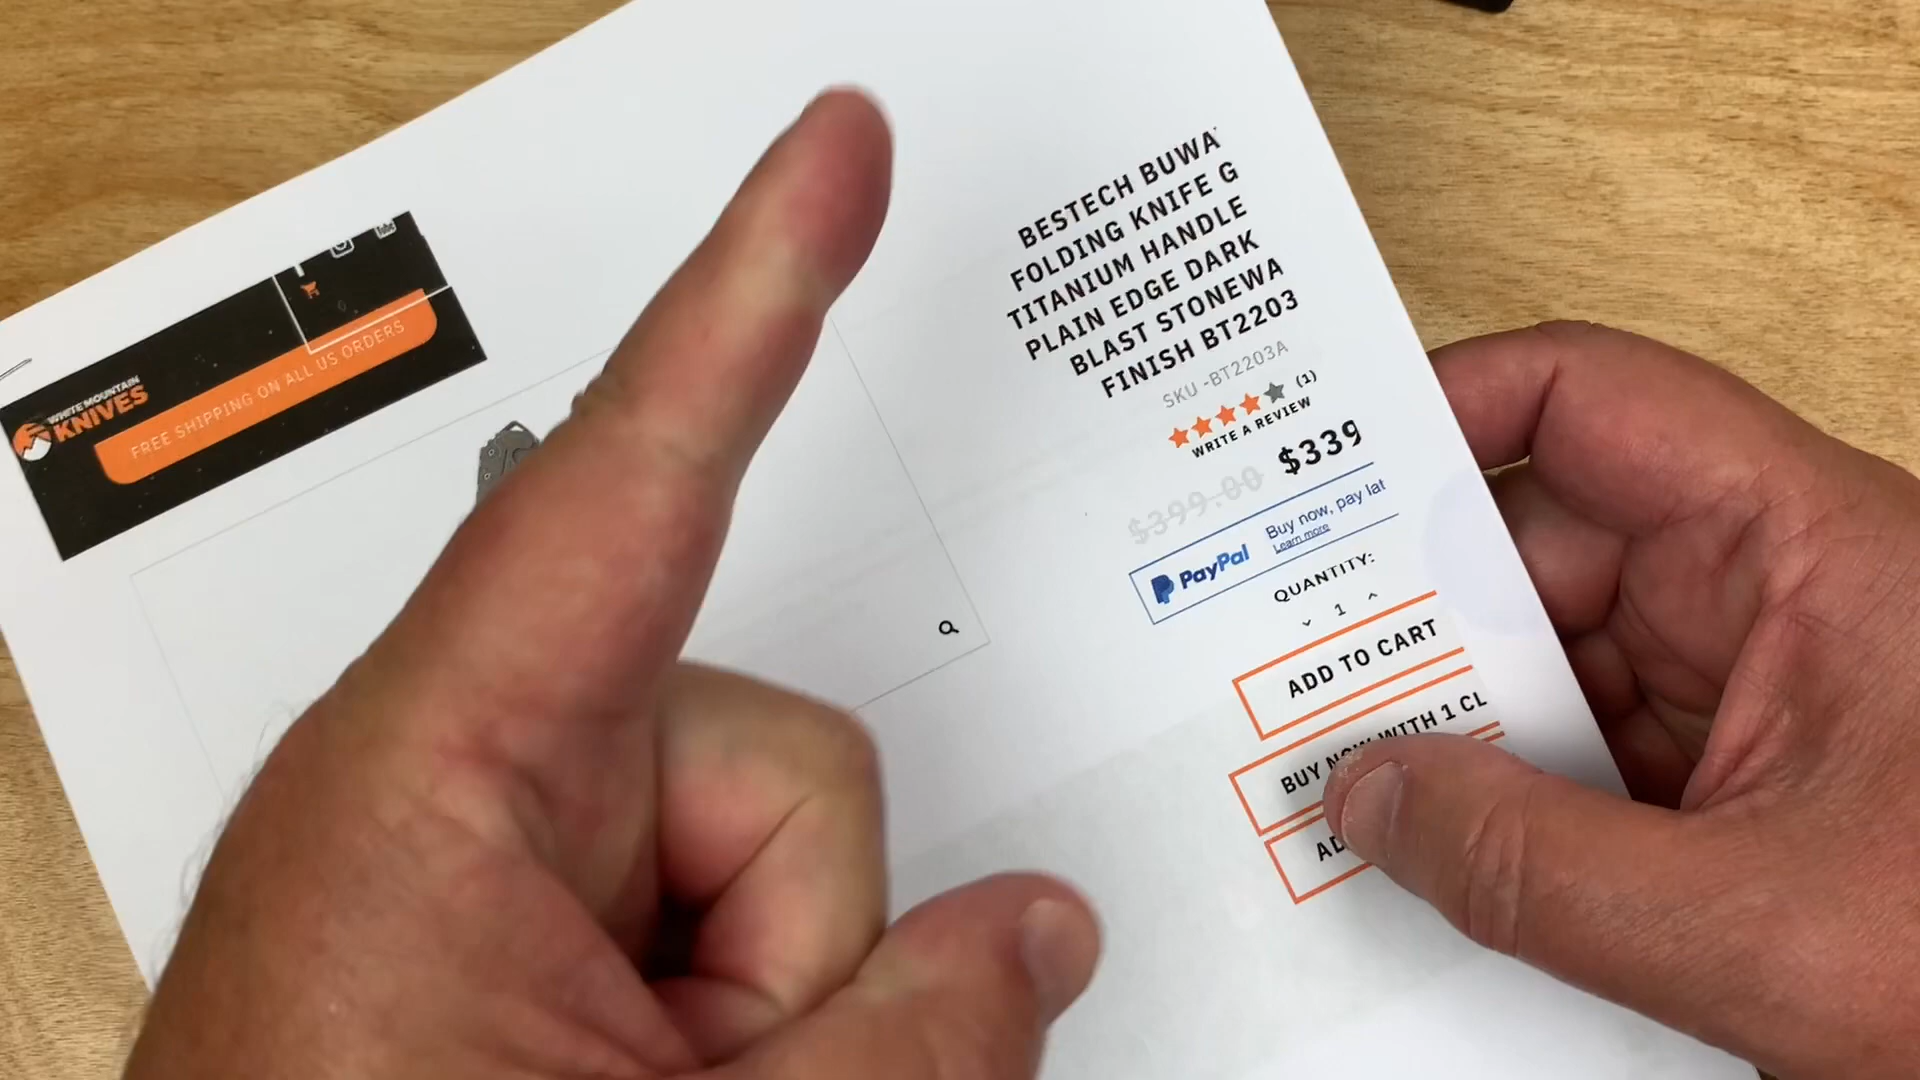 WHITE MOUNTAIN
KNIVES
FREE SHIPPING ON ALL US ORDERS
BESTECH BUWA
FOLDING KNIFE G
TITANIUM HANDLE
PLAIN EDGE DARK
BLAST STONEWA
FINISH BT2203
SKU -BT2203A
(1)
WRITE A REVIEW
$399.00 $339
PayPal
Buy now, pay lat
Learn more
QUANTITY:
1
ADD TO CART
BUY NOW WITH 1 CL
AD